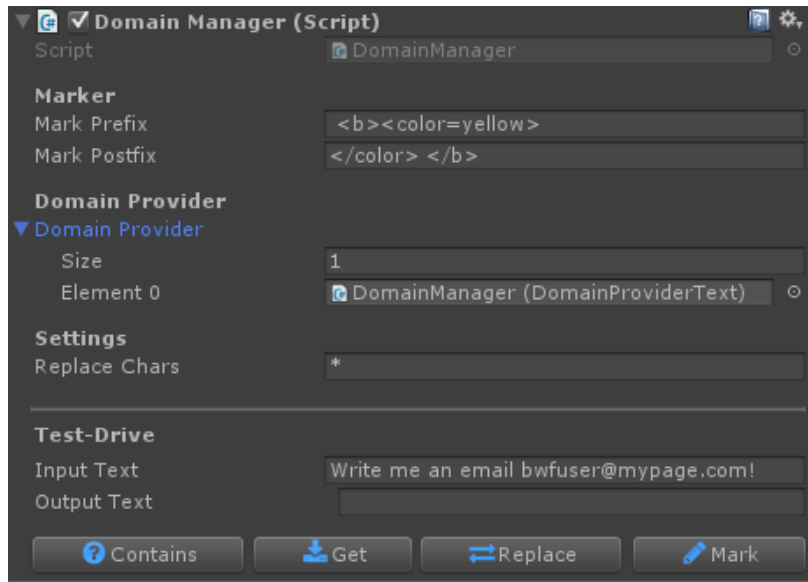 Domain Manager (Script)
Script DomainManager
Marker
Mark Prefix <b><color=yellow>
Mark Postfix </color> </b>
Domain Provider
Domain Provider
Size 1
Element 0 DomainManager (DomainProviderText)
Settings
Replace Chars *
Test-Drive
Input Text Write me an email bwfuser@mypage.com!
Output Text
Contains Get Replace Mark